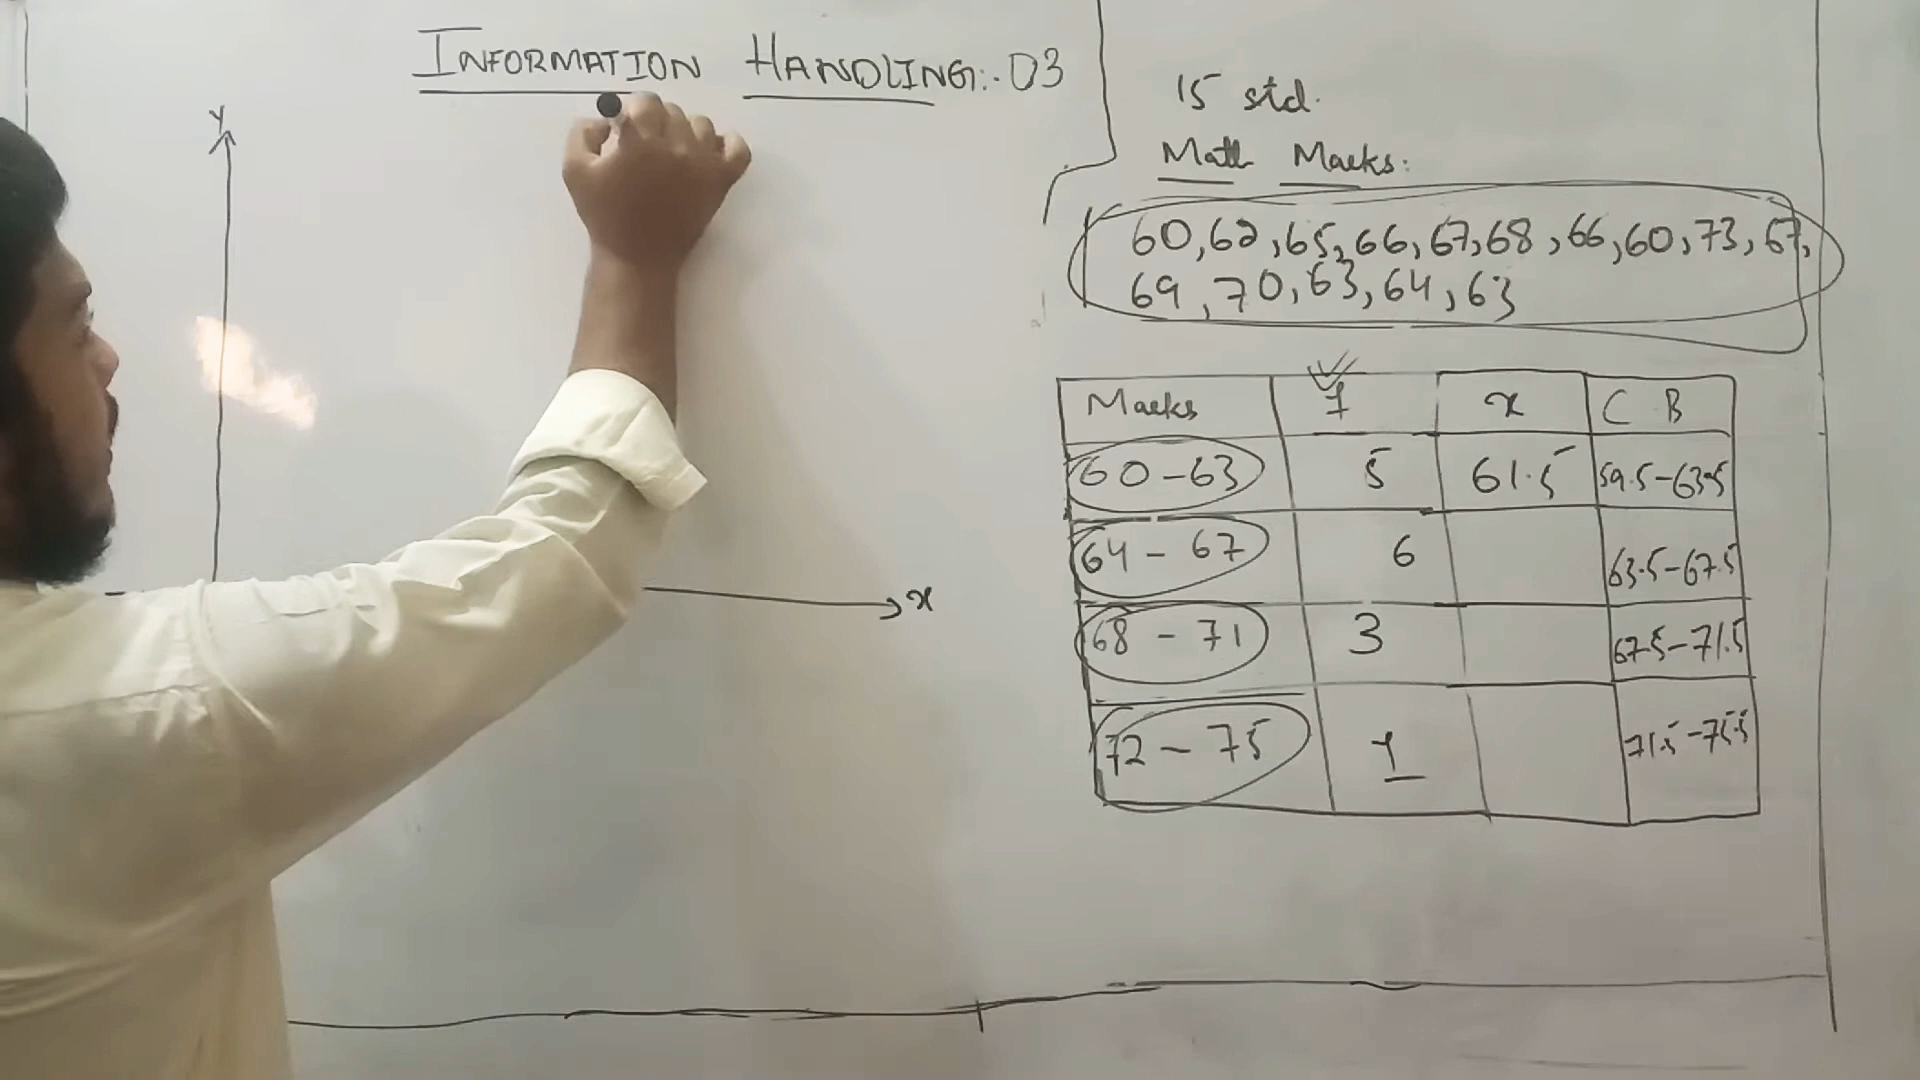 INFORMATION HANDLING:. 03
y
x
15 std.
Math Marks:
60,62,65,66,67,68,66,60,73,67,
69,70,63,64,63
Marks f x C B
60-63 5 61.5 59.5-63.5
64-67 6 63.5-67.5
68-71 3 67.5-71.5
72-75 1 71.5-75.5